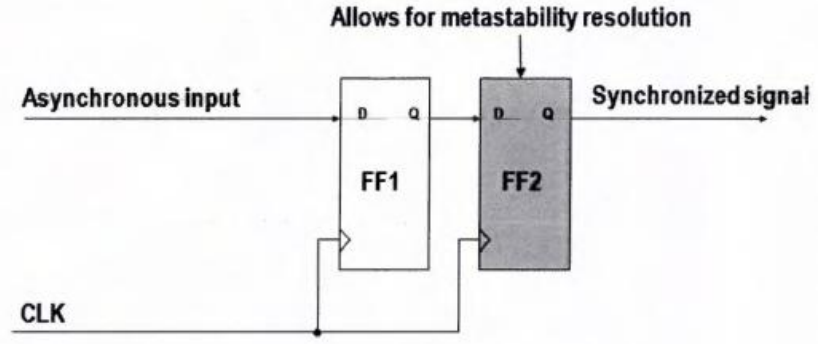 Allows for metastability resolution
Asynchronous input
Synchronized signal
D Q
D Q
FF1
FF2
CLK